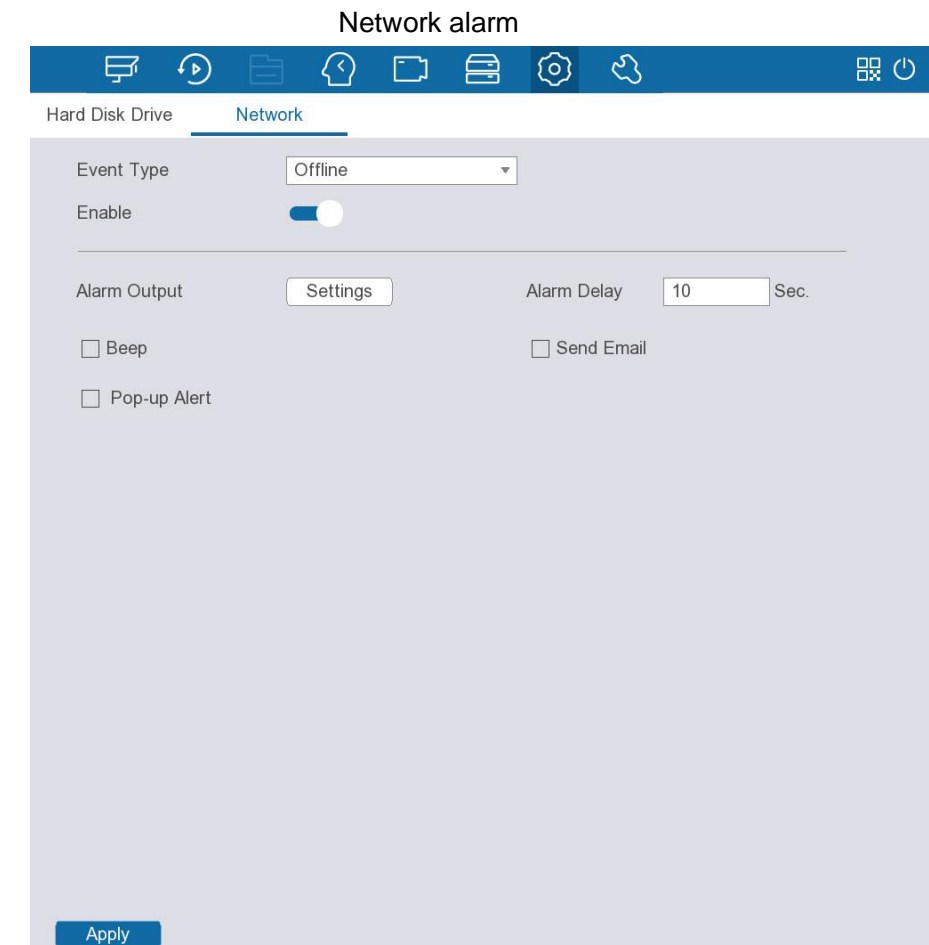 Network alarm
Hard Disk Drive Network
Event Type Offline
Enable
Alarm Output Settings Alarm Delay 10 Sec.
Beep Send Email
Pop-up Alert
Apply